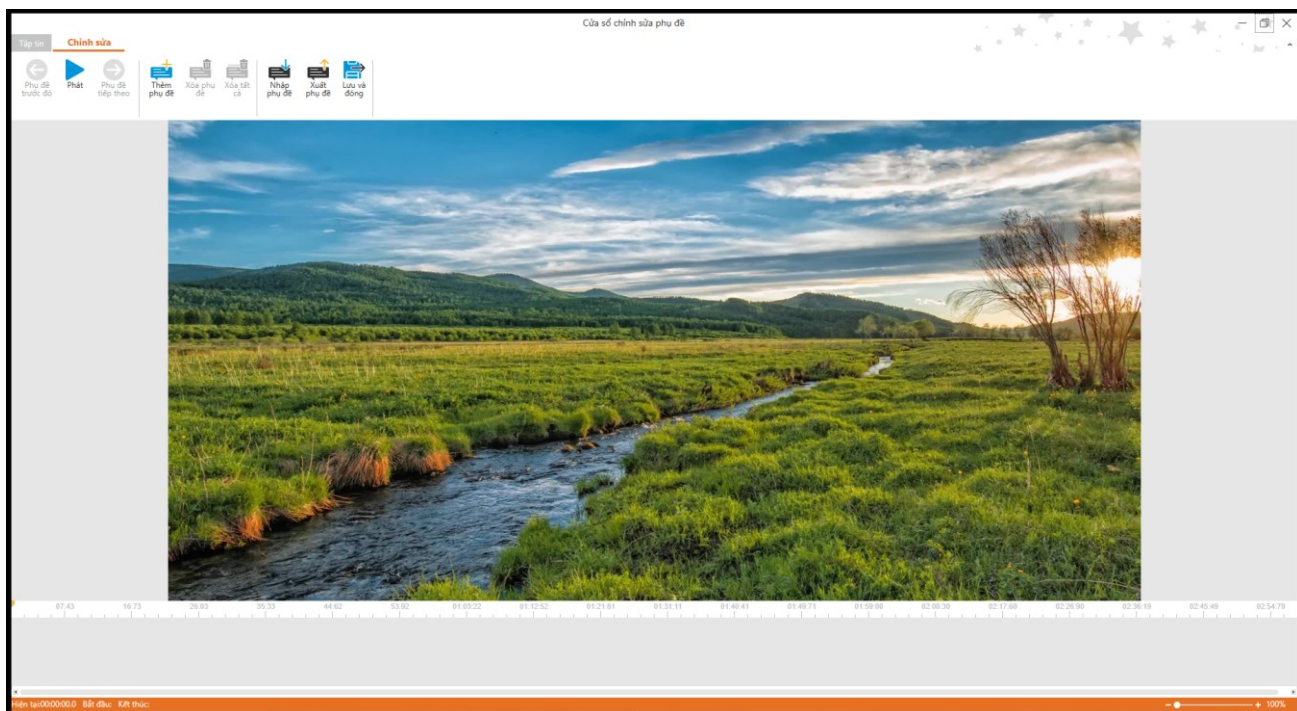 Cửa sổ chỉnh sửa phụ đề
Tập tin Chỉnh sửa
Phụ đề trước đó
Phát
Phụ đề tiếp theo
Thêm phụ đề
Xóa phụ đề
Xóa tất cả
Nhập phụ đề
Xuất phụ đề
Lưu và đóng
07:43 16:73 26:03 35:33 44:62 53:92 01:03:22 01:12:52 01:21:81 01:31:11 01:40:41 01:49:71 01:59:00 02:08:30 02:17:60 02:26:90 02:36:19 02:45:49 02:54:79
Hiện tại:00:00:00.0 Bắt đầu: Kết thúc: 100%